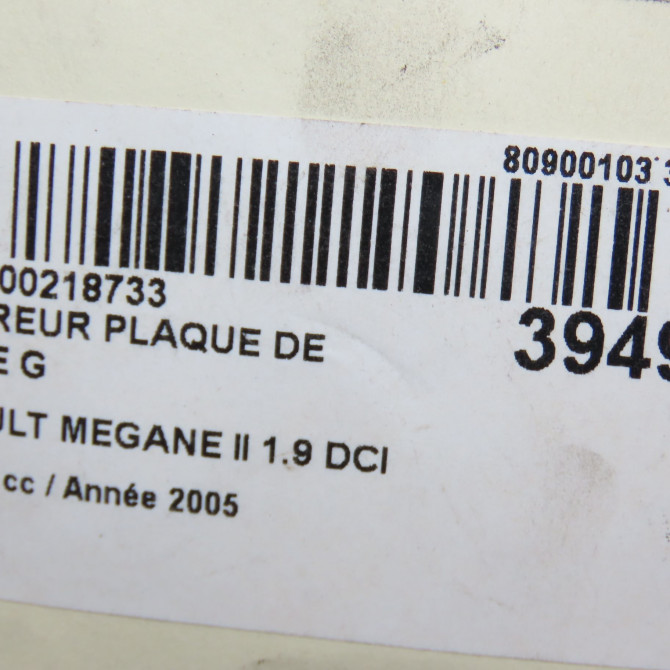 80900103
00218733
REUR PLAQUE DE
E G
3949
ULT MEGANE II 1.9 DCI
cc / Année 2005